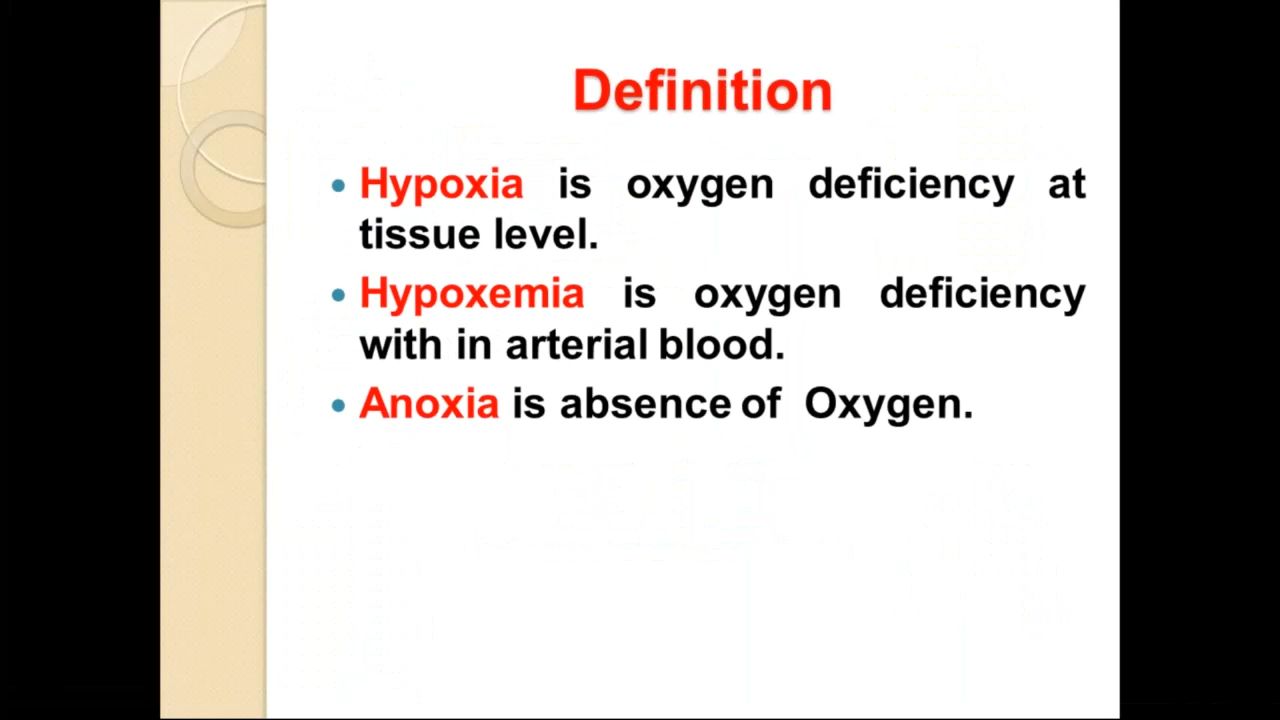 Definition
• Hypoxia is oxygen deficiency at
tissue level.
• Hypoxemia is oxygen deficiency
with in arterial blood.
• Anoxia is absence of Oxygen.